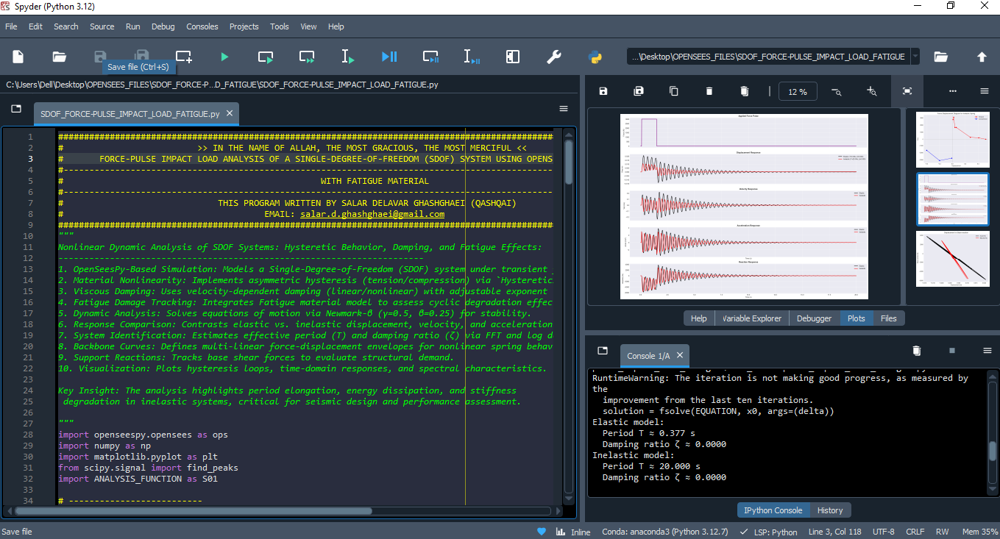 Spyder (Python 3.12)
File Edit Search Source Run Debug Consoles Projects Tools View Help
Save file (Ctrl+S)
...\Desktop\OPENSEES_FILES\SDOF_FORCE-PULSE_IMPACT_LOAD_FATIGUE
C:\Users\Dell\Desktop\OPENSEES_FILES\SDOF_FORCE-P...D_FATIGUE\SDOF_FORCE-PULSE_IMPACT_LOAD_FATIGUE.py
SDOF_FORCE-PULSE_IMPACT_LOAD_FATIGUE.py
1 ################################################################################################
2 # >> IN THE NAME OF ALLAH, THE MOST GRACIOUS, THE MOST MERCIFUL <<
3 # FORCE-PULSE IMPACT LOAD ANALYSIS OF A SINGLE-DEGREE-OF-FREEDOM (SDOF) SYSTEM USING OPENS
4 #-----------------------------------------------------------------------------------------------
5 # WITH FATIGUE MATERIAL
6 #-----------------------------------------------------------------------------------------------
7 # THIS PROGRAM WRITTEN BY SALAR DELAVAR GHASHGHAEI (QASHQAI)
8 # EMAIL: salar.d.ghashghaei@gmail.com
9 ################################################################################################
10 """
11 Nonlinear Dynamic Analysis of SDOF Systems: Hysteretic Behavior, Damping, and Fatigue Effects:
12 ----------------------------------------------------------------------
13 1. OpenSeesPy-Based Simulation: Models a Single-Degree-of-Freedom (SDOF) system under transient
14 2. Material Nonlinearity: Implements asymmetric hysteresis (tension/compression) via `Hysteretic
15 3. Viscous Damping: Uses velocity-dependent damping (linear/nonlinear) with adjustable exponent
16 4. Fatigue Damage Tracking: Integrates Fatigue material model to assess cyclic degradation effec
17 5. Dynamic Analysis: Solves equations of motion via Newmark-β (γ=0.5, β=0.25) for stability.
18 6. Response Comparison: Contrasts elastic vs. inelastic displacement, velocity, and acceleration
19 7. System Identification: Estimates effective period (T) and damping ratio (ζ) via FFT and log d
20 8. Backbone Curves: Defines multi-linear force-displacement envelopes for nonlinear spring behav
21 9. Support Reactions: Tracks base shear forces to evaluate structural demand.
22 10. Visualization: Plots hysteresis loops, time-domain responses, and spectral characteristics.
23
24 Key Insight: The analysis highlights period elongation, energy dissipation, and stiffness
25 degradation in inelastic systems, critical for seismic design and performance assessment.
26
27 """
28 import openseespy.opensees as ops
29 import numpy as np
30 import matplotlib.pyplot as plt
31 from scipy.signal import find_peaks
32 import ANALYSIS_FUNCTION as S01
33
34 # --------------------------
12 %
Applied Force Pulse
Displacement Response
Velocity Response
Acceleration Response
Reaction Response
Help Variable Explorer Debugger Plots Files
Console 1/A
RuntimeWarning: The iteration is not making good progress, as measured by
the
improvement from the last ten iterations.
solution = fsolve(EQUATION, x0, args=(delta))
Elastic model:
Period T ≈ 0.377 s
Damping ratio ζ ≈ 0.0000
Inelastic model:
Period T ≈ 20.000 s
Damping ratio ζ ≈ 0.0000
IPython Console History
Save file Inline Conda: anaconda3 (Python 3.12.7) LSP: Python Line 3, Col 118 UTF-8 CRLF RW Mem 35%